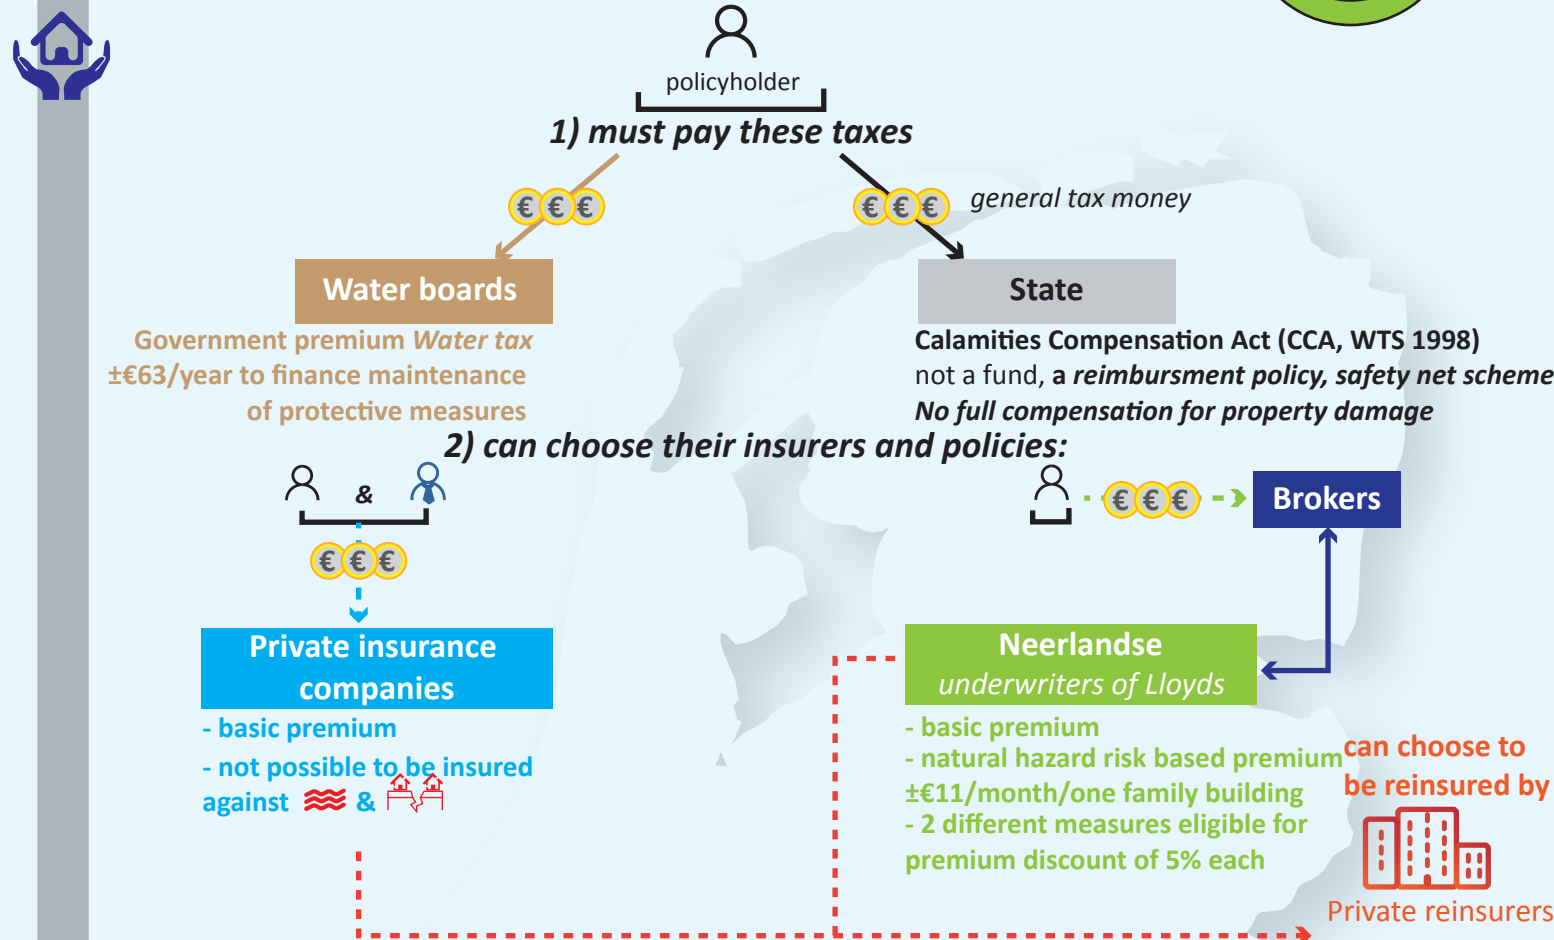 policyholder
1) must pay these taxes
€ € €
€ € €
general tax money
Water boards
Government premium Water tax
±€63/year to finance maintenance
of protective measures
State
Calamities Compensation Act (CCA, WTS 1998)
not a fund, a reimbursment policy, safety net scheme
No full compensation for property damage
2) can choose their insurers and policies:
&
€ € €
Private insurance
companies
- basic premium
- not possible to be insured
against &
€ € €
Brokers
Neerlandse
underwriters of Lloyds
- basic premium
- natural hazard risk based premium
±€11/month/one family building
- 2 different measures eligible for
premium discount of 5% each
can choose to
be reinsured by
Private reinsurers